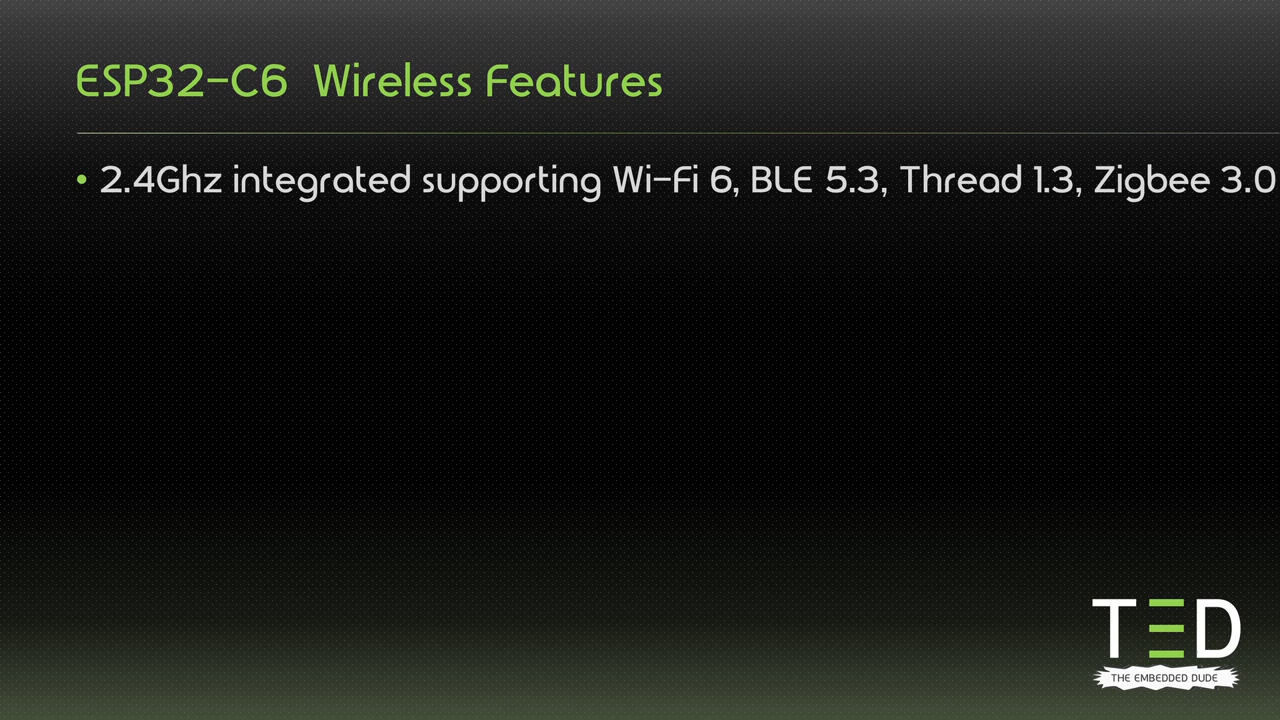 ESP32-C6 Wireless Features
• 2.4Ghz integrated supporting Wi-Fi 6, BLE 5.3, Thread 1.3, Zigbee 3.0
TED
THE EMBEDDED DUDE